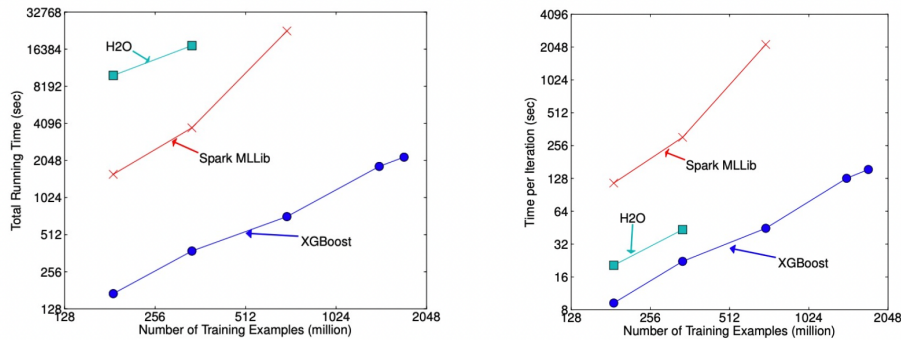 32768
16384
8192
4096
2048
1024
512
256
128
Total Running Time (sec)
H2O
Spark MLLib
XGBoost
128 256 512 1024 2048
Number of Training Examples (million)
4096
2048
1024
512
256
128
64
32
16
8
Time per Iteration (sec)
Spark MLLib
H2O
XGBoost
128 256 512 1024 2048
Number of Training Examples (million)